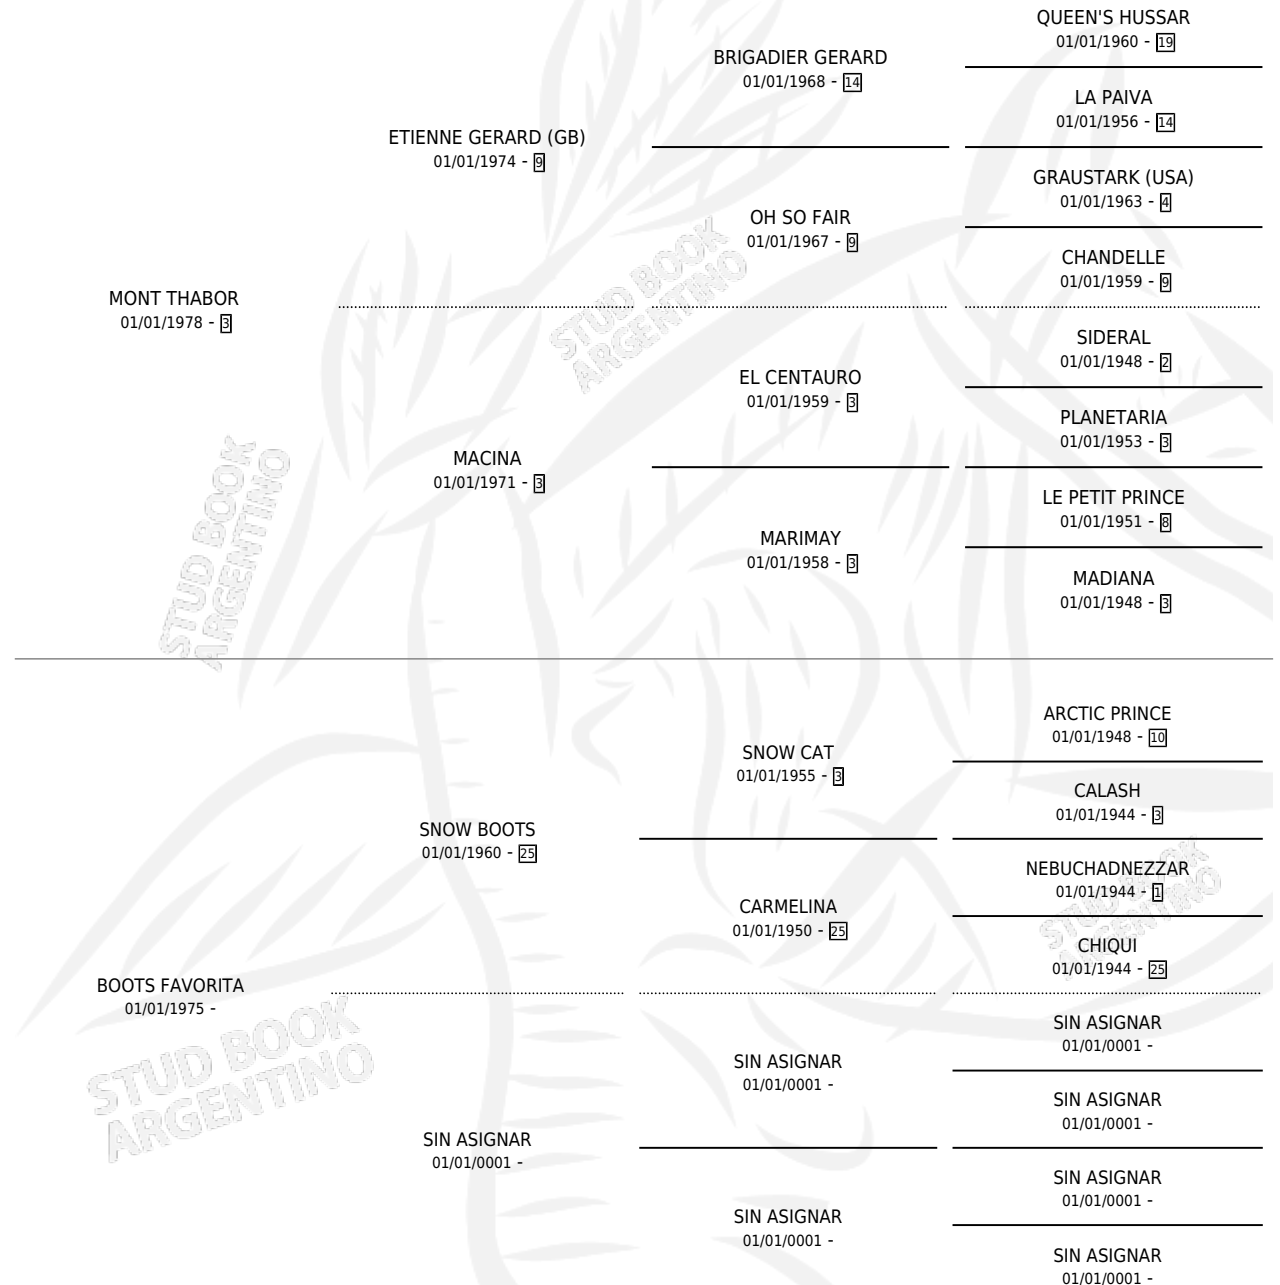 QUEEN'S HUSSAR
01/01/1960 - 19
BRIGADIER GERARD
01/01/1968 - 14
LA PAIVA
01/01/1956 - 14
ETIENNE GERARD (GB)
01/01/1974 - 9
GRAUSTARK (USA)
01/01/1963 - 4
OH SO FAIR
01/01/1967 - 9
CHANDELLE
01/01/1959 - 9
MONT THABOR
01/01/1978 - 3
SIDERAL
01/01/1948 - 2
EL CENTAURO
01/01/1959 - 3
PLANETARIA
01/01/1953 - 3
MACINA
01/01/1971 - 3
LE PETIT PRINCE
01/01/1951 - 8
MARIMAY
01/01/1958 - 3
MADIANA
01/01/1948 - 3
STUD BOOK
ARGENTINO
STUD BOOK
ARGENTINO
ARCTIC PRINCE
01/01/1948 - 10
SNOW CAT
01/01/1955 - 3
CALASH
01/01/1944 - 3
SNOW BOOTS
01/01/1960 - 25
NEBUCHADNEZZAR
01/01/1944 - 1
CARMELINA
01/01/1950 - 25
CHIQUI
01/01/1944 - 25
BOOTS FAVORITA
01/01/1975 -
SIN ASIGNAR
01/01/0001 -
SIN ASIGNAR
01/01/0001 -
SIN ASIGNAR
01/01/0001 -
SIN ASIGNAR
01/01/0001 -
SIN ASIGNAR
01/01/0001 -
SIN ASIGNAR
01/01/0001 -
SIN ASIGNAR
01/01/0001 -
STUD BOOK
ARGENTINO
STUD BOOK
ARGENTINO